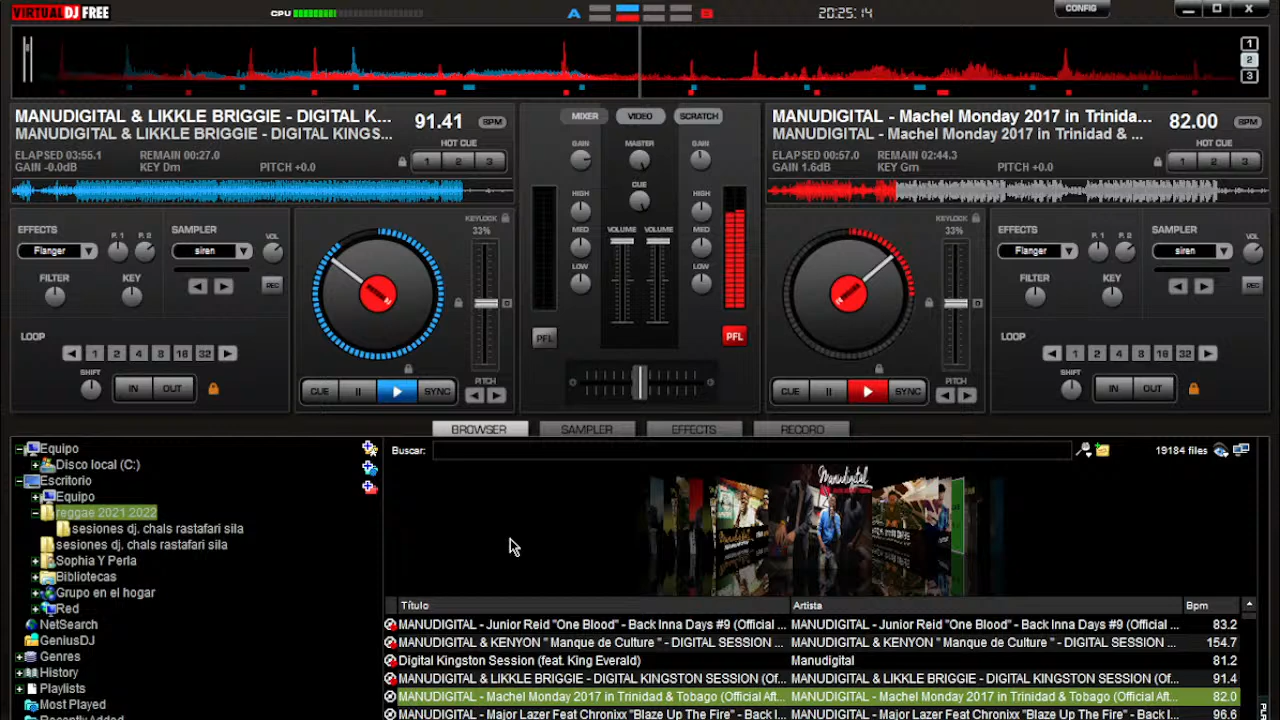 VIRTUALDJ FREE
CPU
A
B
20:25:14
CONFIG
1
2
3
MANUDIGITAL & LIKKLE BRIGGIE - DIGITAL K...
MANUDIGITAL & LIKKLE BRIGGIE - DIGITAL KINGS...
91.41 BPM
HOT CUE
ELAPSED 03:55.1 REMAIN 00:27.0
GAIN -0.0dB KEY Dm PITCH +0.0
1 2 3
MIXER VIDEO SCRATCH
GAIN MASTER GAIN
CUE
HIGH HIGH
MED VOLUME VOLUME MED
LOW LOW
PFL PFL
MANUDIGITAL - Machel Monday 2017 in Trinida...
MANUDIGITAL - Machel Monday 2017 in Trinidad & ...
82.00 BPM
HOT CUE
ELAPSED 00:57.0 REMAIN 02:44.3
GAIN 1.6dB KEY Gm PITCH +0.0
1 2 3
EFFECTS P. 1 P. 2 SAMPLER VOL
Flanger siren
FILTER KEY REC
LOOP
1 2 4 8 16 32
SHIFT IN OUT
KEYLOCK
33%
CUE SYNC PITCH
KEYLOCK
33%
CUE SYNC PITCH
EFFECTS P. 1 P. 2 SAMPLER VOL
Flanger siren
FILTER KEY REC
LOOP
1 2 4 8 16 32
SHIFT IN OUT
BROWSER SAMPLER EFFECTS RECORD
Equipo
Disco local (C:)
Escritorio
Equipo
reggae 2021 2022
sesiones dj. chals rastafari sila
sesiones dj. chals rastafari sila
Sophia Y Perla
Bibliotecas
Grupo en el hogar
Red
NetSearch
GeniusDJ
Genres
History
Playlists
Most Played
Recently Added
Buscar: 19184 files
Manudigital
Título Artista Bpm
MANUDIGITAL - Junior Reid "One Blood" - Back Inna Days #9 (Official ... MANUDIGITAL - Junior Reid "One Blood" - Back Inna Days #9 (Official ... 83.2
MANUDIGITAL & KENYON " Manque de Culture " - DIGITAL SESSION ... MANUDIGITAL & KENYON " Manque de Culture " - DIGITAL SESSION ... 154.7
Digital Kingston Session (feat. King Everald) Manudigital 81.2
MANUDIGITAL & LIKKLE BRIGGIE - DIGITAL KINGSTON SESSION (Of... MANUDIGITAL & LIKKLE BRIGGIE - DIGITAL KINGSTON SESSION (Of... 91.4
MANUDIGITAL - Machel Monday 2017 in Trinidad & Tobago (Official Aft... MANUDIGITAL - Machel Monday 2017 in Trinidad & Tobago (Official Aft... 82.0
MANUDIGITAL - Major Lazer Feat Chronixx "Blaze Up The Fire" - Back I... MANUDIGITAL - Major Lazer Feat Chronixx "Blaze Up The Fire" - Back I... 96.8